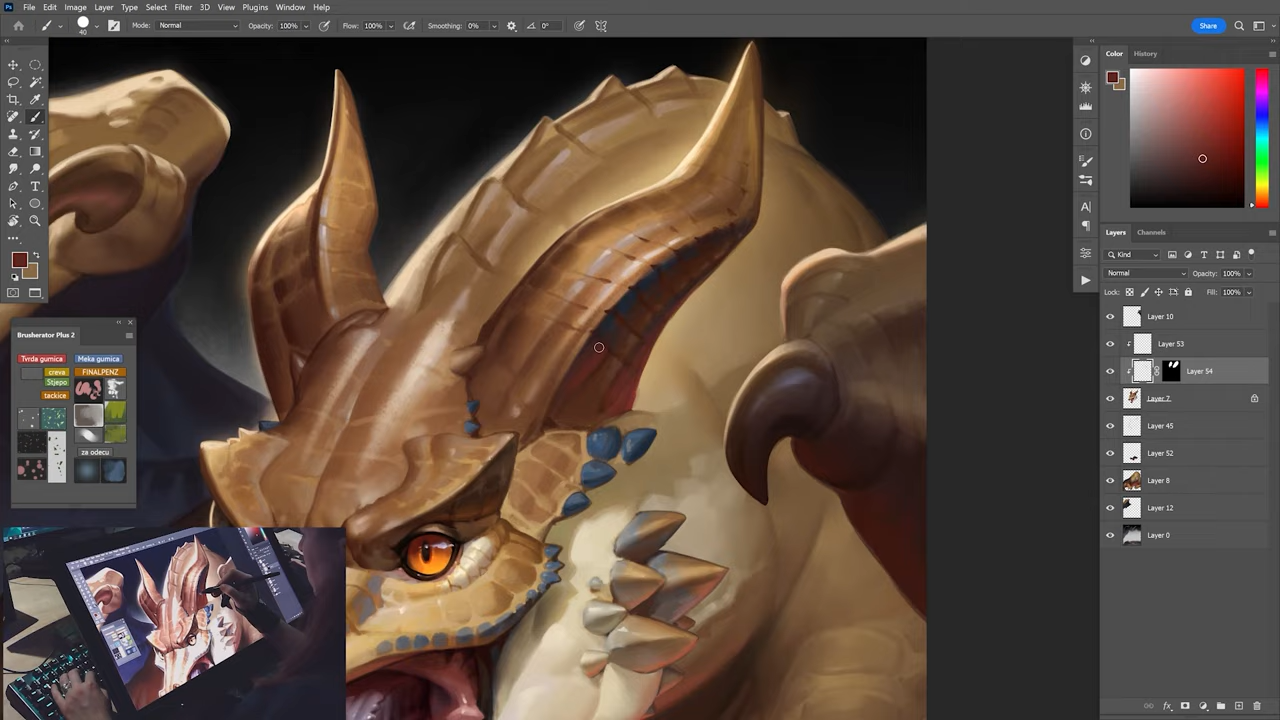 Ps File Edit Image Layer Type Select Filter 3D View Plugins Window Help
40 Mode: Normal Opacity: 100% Flow: 100% Smoothing: 0% 0° Share
Color History
Layers Channels
Kind
Normal Opacity: 100%
Lock: Fill: 100%
Layer 10
Layer 53
Layer 54
Layer 7
Layer 45
Layer 52
Layer 8
Layer 12
Layer 0
Brusherator Plus 2
Tvrda gumica Meka gumica
creva FINALPENZ
Stjepo
tackice
za odecu